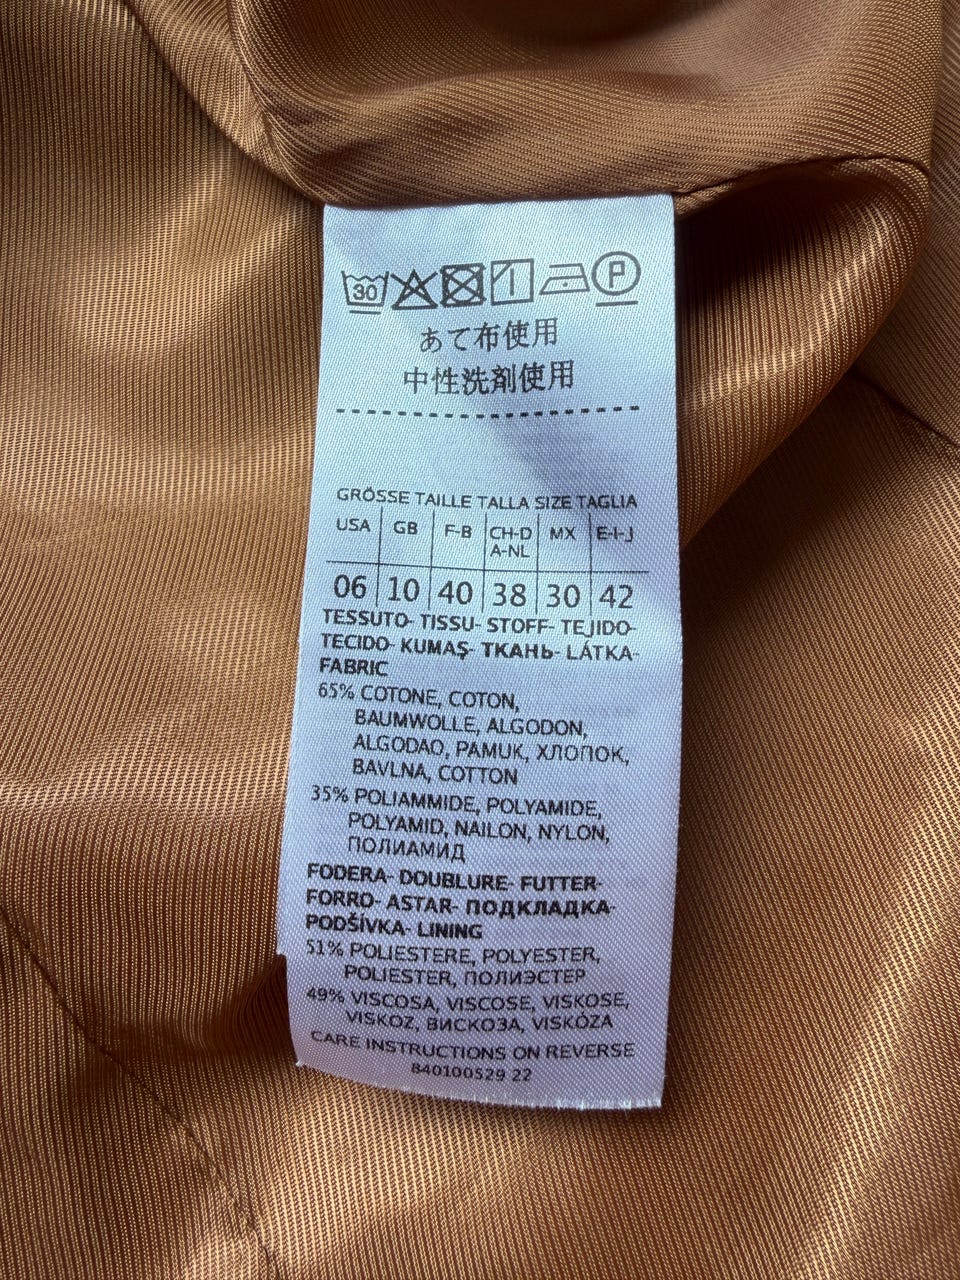 30 P
あて布使用
中性洗剤使用
GRÖSSE TAILLE TALLA SIZE TAGLIA
USA GB F-B CH-D A-NL MX E-I-J
06 10 40 38 30 42
TESSUTO- TISSU- STOFF- TEJIDO-
TECIDO- KUMAŞ- ТКАНЬ- LÁTKA-
FABRIC
65% COTONE, COTON,
BAUMWOLLE, ALGODON,
ALGODAO, PAMUK, ХЛОПОК,
BAVLNA, COTTON
35% POLIAMMIDE, POLYAMIDE,
POLYAMID, NAILON, NYLON,
ПОЛИАМИД
FODERA- DOUBLURE- FUTTER-
FORRO- ASTAR- ПОДКЛАДКА-
PODŠÍVKA- LINING
51% POLIESTERE, POLYESTER,
POLIESTER, ПОЛИЭСТЕР
49% VISCOSA, VISCOSE, VISKOSE,
VISKOZ, ВИСКОЗА, VISKÓZA
CARE INSTRUCTIONS ON REVERSE
840100529 22